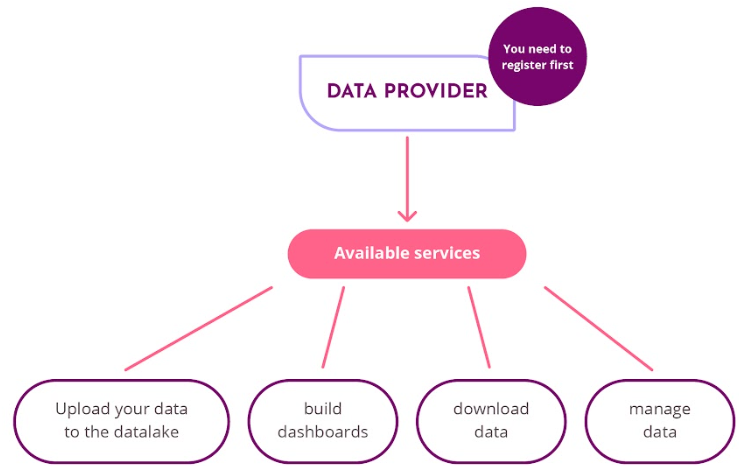 You need to
register first
DATA PROVIDER
Available services
Upload your data
to the datalake
build
dashboards
download
data
manage
data